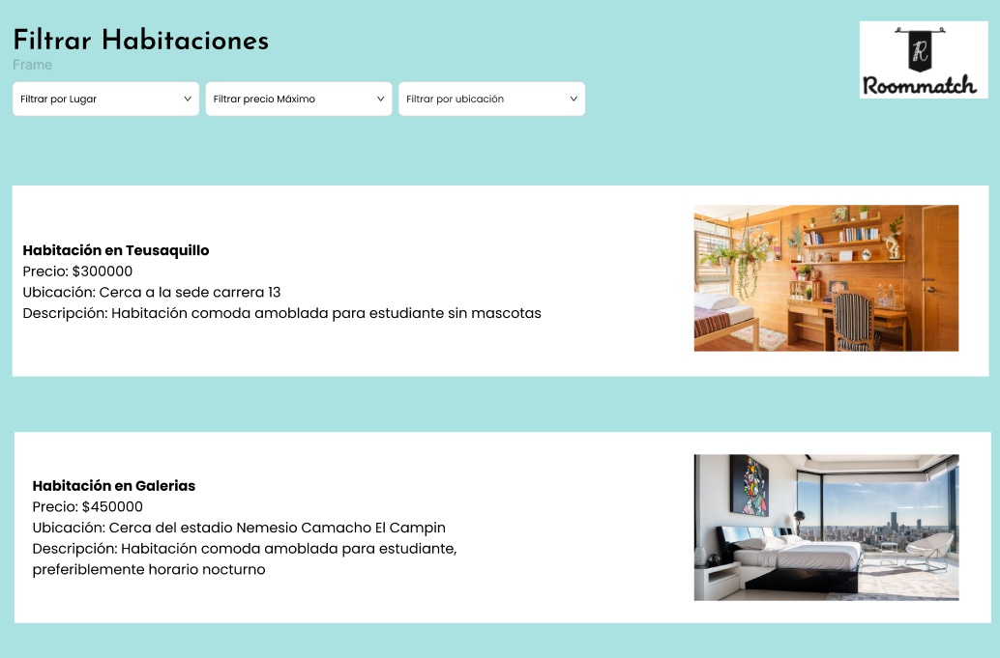 Filtrar Habitaciones
Frame
Filtrar por Lugar
Filtrar precio Máximo
Filtrar por ubicación
R
Roommatch
Habitación en Teusaquillo
Precio: $300000
Ubicación: Cerca a la sede carrera 13
Descripción: Habitación comoda amoblada para estudiante sin mascotas
Habitación en Galerias
Precio: $450000
Ubicación: Cerca del estadio Nemesio Camacho El Campin
Descripción: Habitación comoda amoblada para estudiante,
preferiblemente horario nocturno